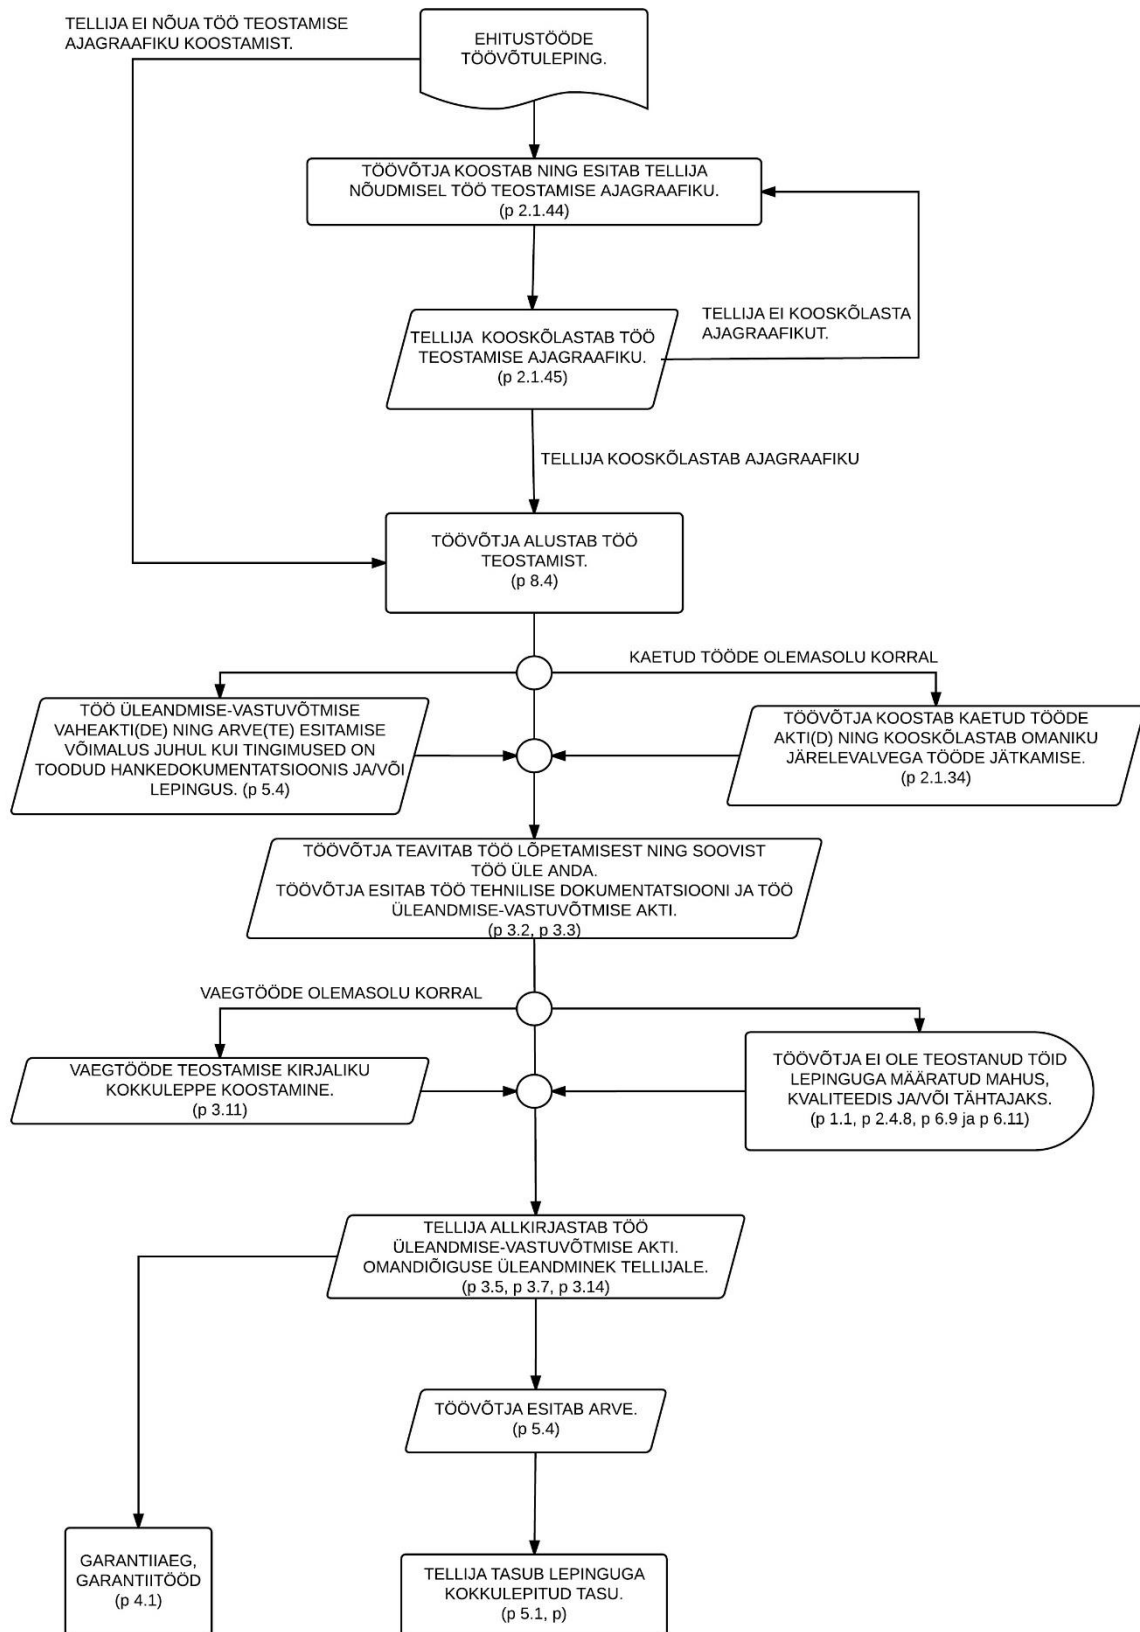 TELLIJA EI NÕUA TÖÖ TEOSTAMISE
AJAGRAAFIKU KOOSTAMIST.
EHITUSTÖÖDE
TÖÖVÕTULEPING.
TÖÖVÕTJA KOOSTAB NING ESITAB TELLIJA
NÕUDMISEL TÖÖ TEOSTAMISE AJAGRAAFIKU.
(p 2.1.44)
TELLIJA KOOSKÕLASTAB TÖÖ
TEOSTAMISE AJAGRAAFIKU.
(p 2.1.45)
TELLIJA EI KOOSKÕLASTA
AJAGRAAFIKUT.
TELLIJA KOOSKÕLASTAB AJAGRAAFIKU
TÖÖVÕTJA ALUSTAB TÖÖ
TEOSTAMIST.
(p 8.4)
KAETUD TÖÖDE OLEMASOLU KORRAL
TÖÖ ÜLEANDMISE-VASTUVÕTMISE
VAHEAKTI(DE) NING ARVE(TE) ESITAMISE
VÕIMALUS JUHUL KUI TINGIMUSED ON
TOODUD HANKEDOKUMENTATSIOONIS JA/VÕI
LEPINGUS. (p 5.4)
TÖÖVÕTJA KOOSTAB KAETUD TÖÖDE
AKTI(D) NING KOOSKÕLASTAB OMANIKU
JÄRELEVALVEGA TÖÖDE JÄTKAMISE.
(p 2.1.34)
TÖÖVÕTJA TEAVITAB TÖÖ LÕPETAMISEST NING SOOVIST
TÖÖ ÜLE ANDA.
TÖÖVÕTJA ESITAB TÖÖ TEHNILISE DOKUMENTATSIOONI JA TÖÖ
ÜLEANDMISE-VASTUVÕTMISE AKTI.
(p 3.2, p 3.3)
VAEGTÖÖDE OLEMASOLU KORRAL
VAEGTÖÖDE TEOSTAMISE KIRJALIKU
KOKKULEPPE KOOSTAMINE.
(p 3.11)
TÖÖVÕTJA EI OLE TEOSTANUD TÖID
LEPINGUGA MÄÄRATUD MAHUS,
KVALITEEDIS JA/VÕI TÄHTAJAKS.
(p 1.1, p 2.4.8, p 6.9 ja p 6.11)
TELLIJA ALLKIRJASTAB TÖÖ
ÜLEANDMISE-VASTUVÕTMISE AKTI.
OMANDIÕIGUSE ÜLEANDMINEK TELLIJALE.
(p 3.5, p 3.7, p 3.14)
TÖÖVÕTJA ESITAB ARVE.
(p 5.4)
GARANTIIAEG,
GARANTIITÖÖD
(p 4.1)
TELLIJA TASUB LEPINGUGA
KOKKULEPITUD TASU.
(p 5.1, p)